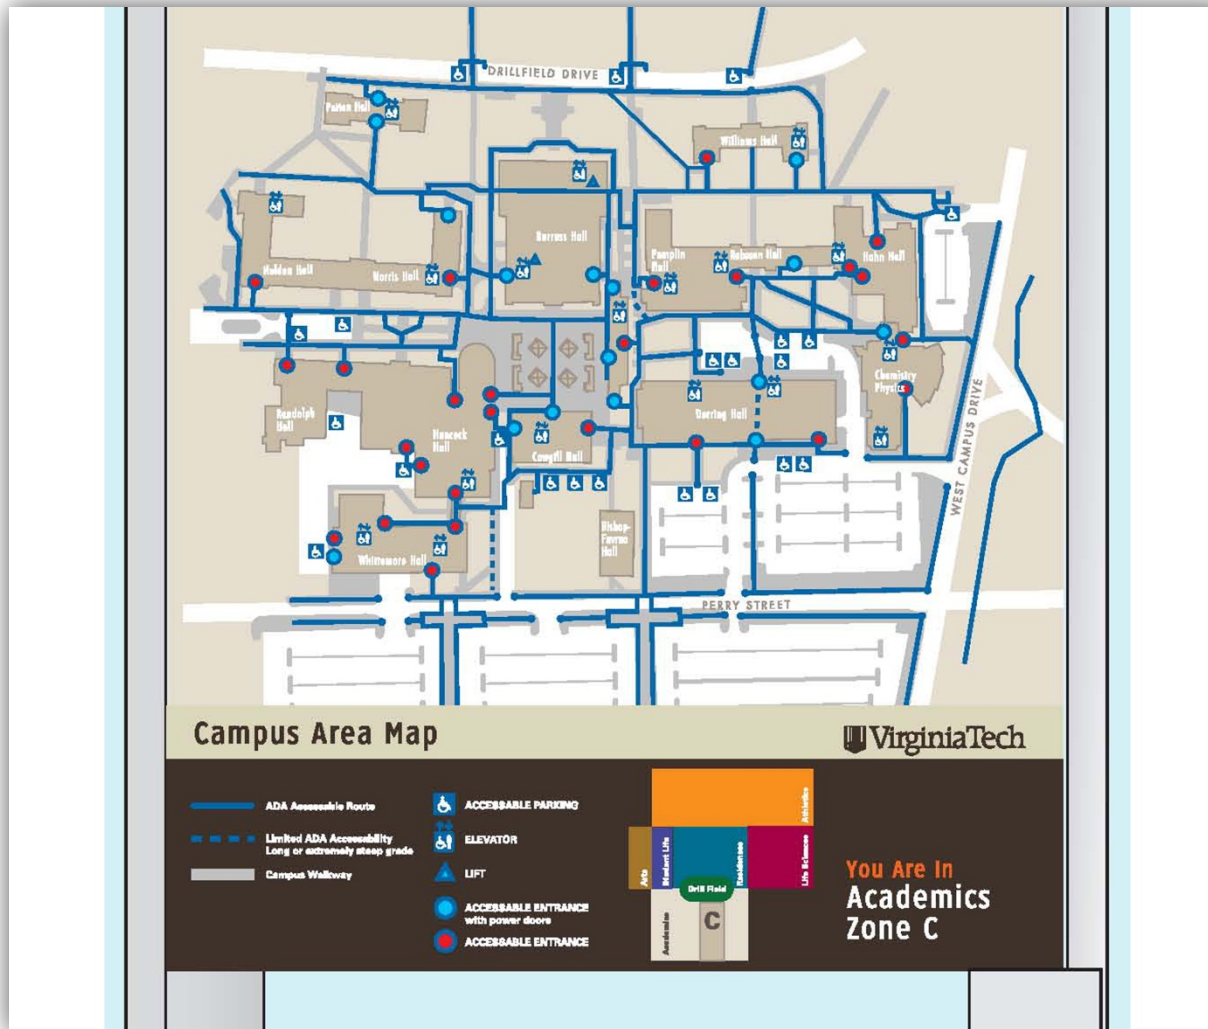 DRILLFIELD DRIVE
Patton Hall
Williams Hall
Burruss Hall
Pamplin
Hall
Robeson Hall
Hahn Hall
Holden Hall
Norris Hall
Chemistry
Physics
Randolph
Hall
Hancock
Hall
Derring Hall
Cowgill Hall
WEST CAMPUS DRIVE
Bishop-
Favrao
Hall
Whittemore Hall
PERRY STREET
Campus Area Map
VirginiaTech
ADA Accessable Route
Limited ADA Accessability
Long or extremely steep grade
Campus Walkway
ACCESSABLE PARKING
ELEVATOR
LIFT
ACCESSABLE ENTRANCE
with power doors
ACCESSABLE ENTRANCE
Athletics
Arts
Student Life
Residences
Life Sciences
Drill Field
Academics
C
You Are In
Academics
Zone C